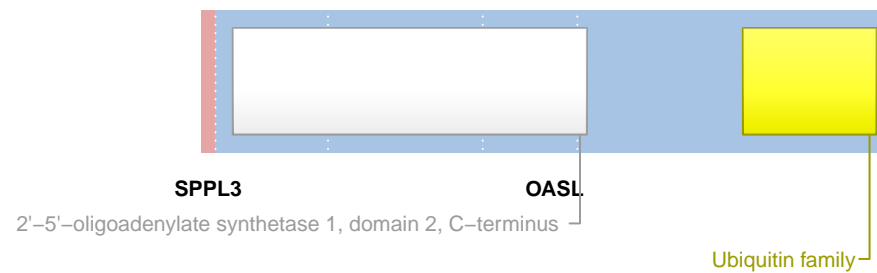 SPPL3 OASL
2'−5'−oligoadenylate synthetase 1, domain 2, C−terminus
Ubiquitin family